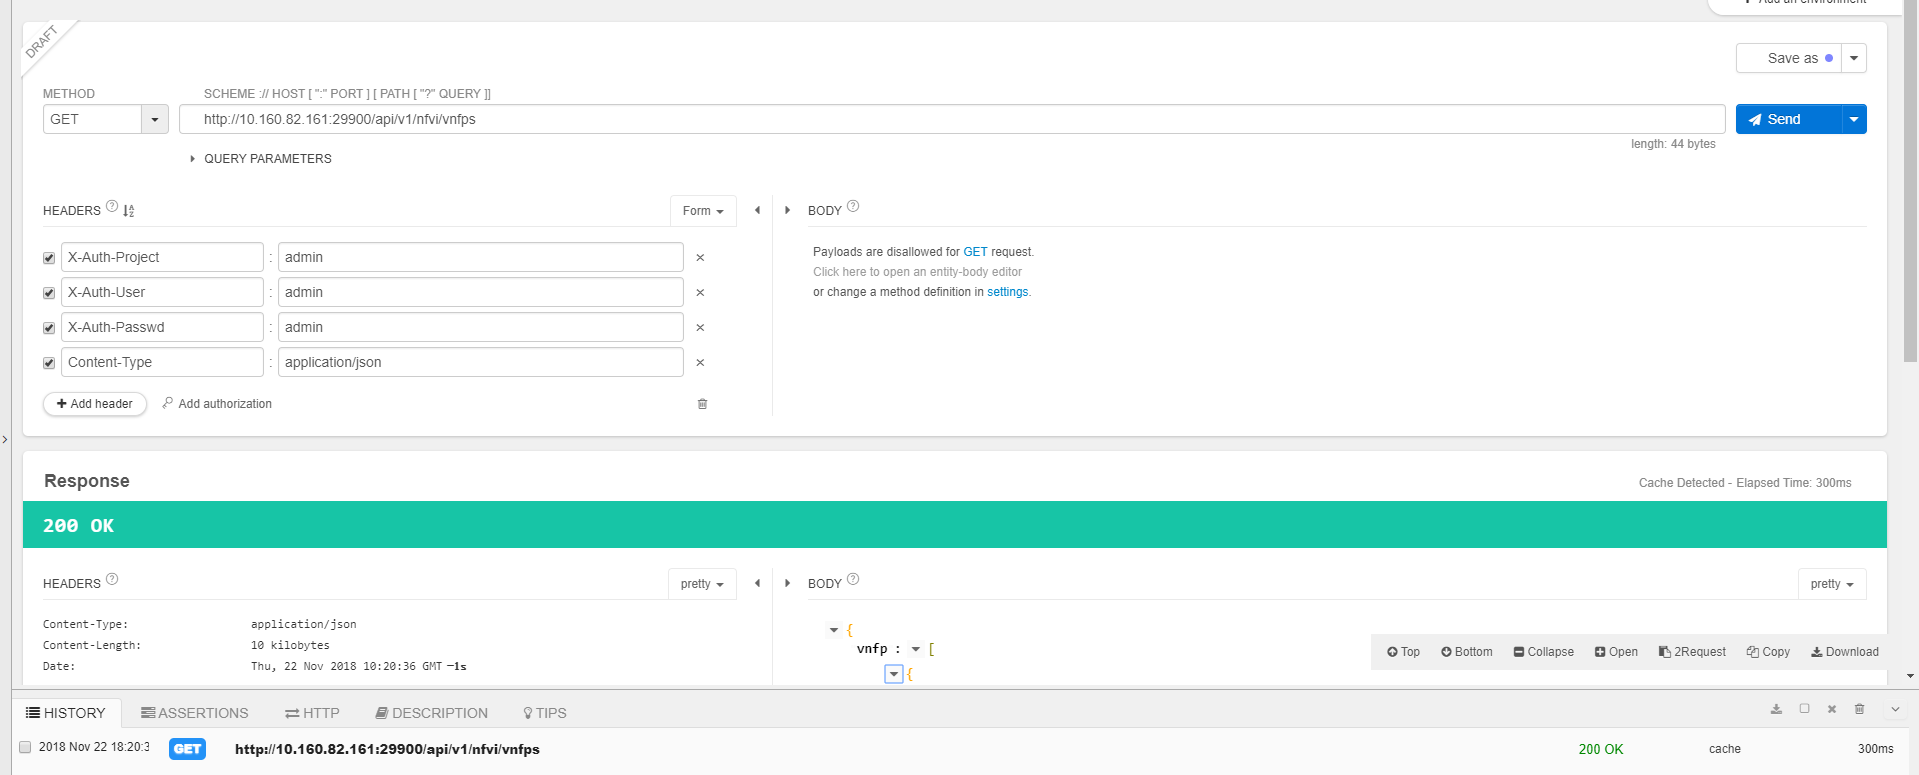 Add an environment
DRAFT
Save as
METHOD
SCHEME :// HOST [ ":" PORT ] [ PATH [ "?" QUERY ]]
GET
http://10.160.82.161:29900/api/v1/nfvi/vnfps
Send
length: 44 bytes
QUERY PARAMETERS
HEADERS
Form
BODY
X-Auth-Project : admin
X-Auth-User : admin
X-Auth-Passwd : admin
Content-Type : application/json
Payloads are disallowed for GET request.
Click here to open an entity-body editor
or change a method definition in settings.
Add header
Add authorization
Response
Cache Detected - Elapsed Time: 300ms
200 OK
HEADERS
pretty
BODY
pretty
Content-Type: application/json
Content-Length: 10 kilobytes
Date: Thu, 22 Nov 2018 10:20:36 GMT −1s
{
vnfp : [
{
Top Bottom Collapse Open 2Request Copy Download
HISTORY ASSERTIONS HTTP DESCRIPTION TIPS
2018 Nov 22 18:20:3 GET http://10.160.82.161:29900/api/v1/nfvi/vnfps 200 OK cache 300ms